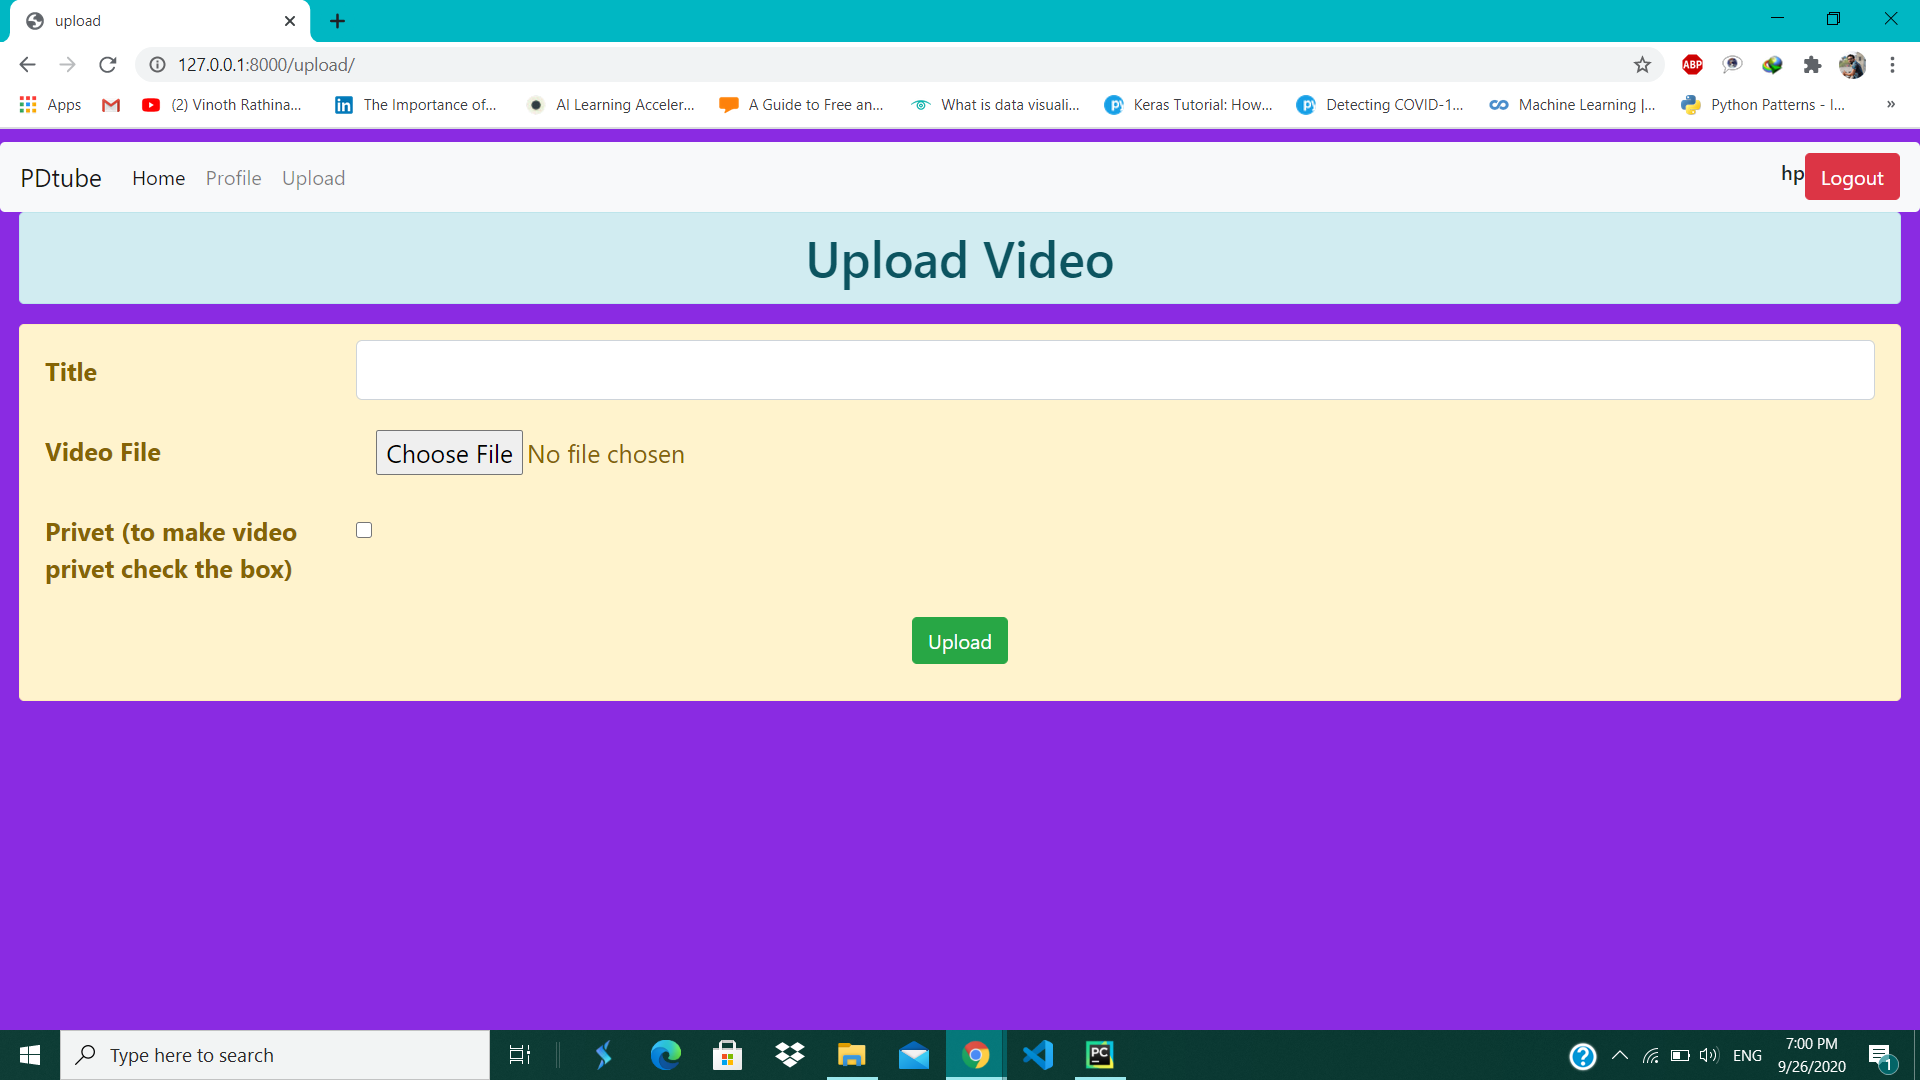 upload
127.0.0.1:8000/upload/
ABP
Apps
(2) Vinoth Rathina...
The Importance of...
AI Learning Acceler...
A Guide to Free an...
What is data visuali...
Keras Tutorial: How...
Detecting COVID-1...
Machine Learning |...
Python Patterns - I...
»
PDtube Home Profile Upload hp Logout
Upload Video
Title
Video File Choose File No file chosen
Privet (to make video
privet check the box)
Upload
Type here to search
PC
ENG
7:00 PM
9/26/2020
1